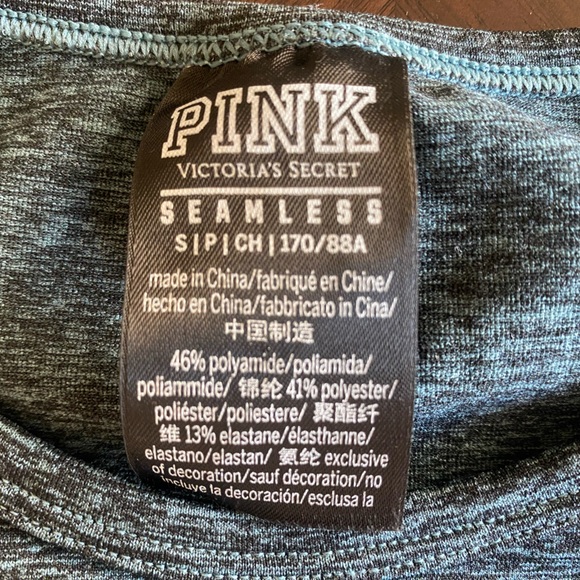 PINK
VICTORIA'S SECRET
SEAMLESS
S|P|CH|170/88A
made in China/fabriqué en Chine/
hecho en China/fabbricato in Cina/
中国制造
46% polyamide/poliamida/
poliammide/ 锦纶 41% polyester/
poliéster/poliestere/ 聚酯纤
维 13% elastane/élasthanne/
elastano/elastan/ 氨纶 exclusive
of decoration/sauf décoration/no
incluye la decoración/esclusa la